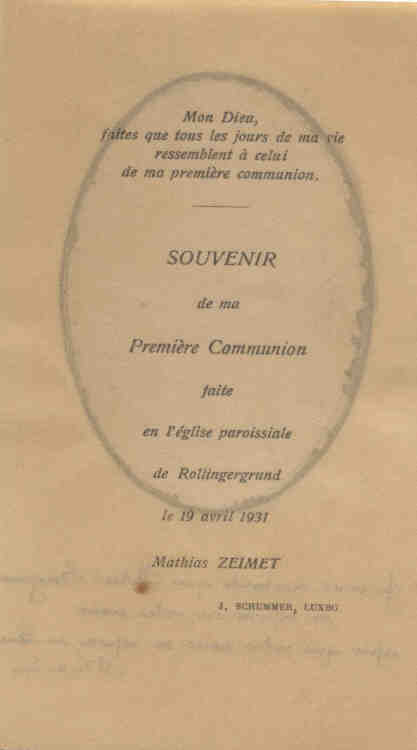 Mon Dieu,
faites que tous les jours de ma vie
ressemblent à celui
de ma première communion.
SOUVENIR
de ma
Première Communion
faite
en l'église paroissiale
de Rollingergrund
le 19 avril 1931
Mathias ZEIMET
J. SCHUMMER, LUXBG